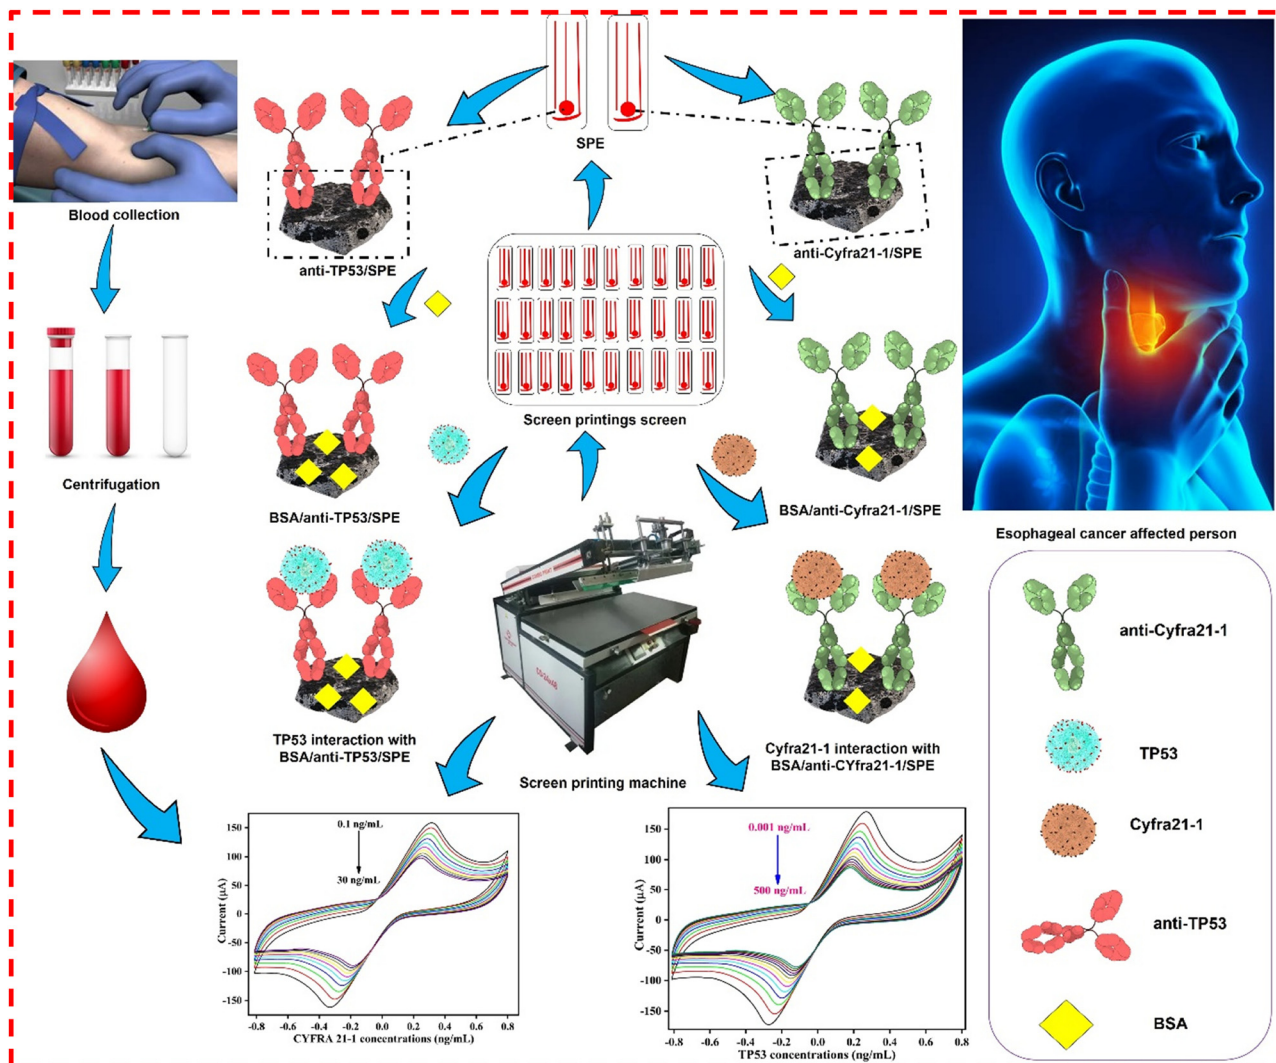 SPE
Blood collection
anti-TP53/SPE
anti-Cyfra21-1/SPE
Screen printings screen
Centrifugation
BSA/anti-TP53/SPE
BSA/anti-Cyfra21-1/SPE
Esophageal cancer affected person
TP53 interaction with
BSA/anti-TP53/SPE
Cyfra21-1 interaction with
BSA/anti-CYfra21-1/SPE
Screen printing machine
anti-Cyfra21-1
TP53
Cyfra21-1
anti-TP53
BSA
Current (µA)
150
100
50
0
-50
-100
-150
0.1 ng/mL
30 ng/mL
-0.8 -0.6 -0.4 -0.2 0.0 0.2 0.4 0.6 0.8
CYFRA 21-1 concentrations (ng/mL)
Current (µA)
150
100
50
0
-50
-100
-150
0.001 ng/mL
500 ng/mL
-0.8 -0.6 -0.4 -0.2 0.0 0.2 0.4 0.6 0.8
TP53 concentrations (ng/mL)